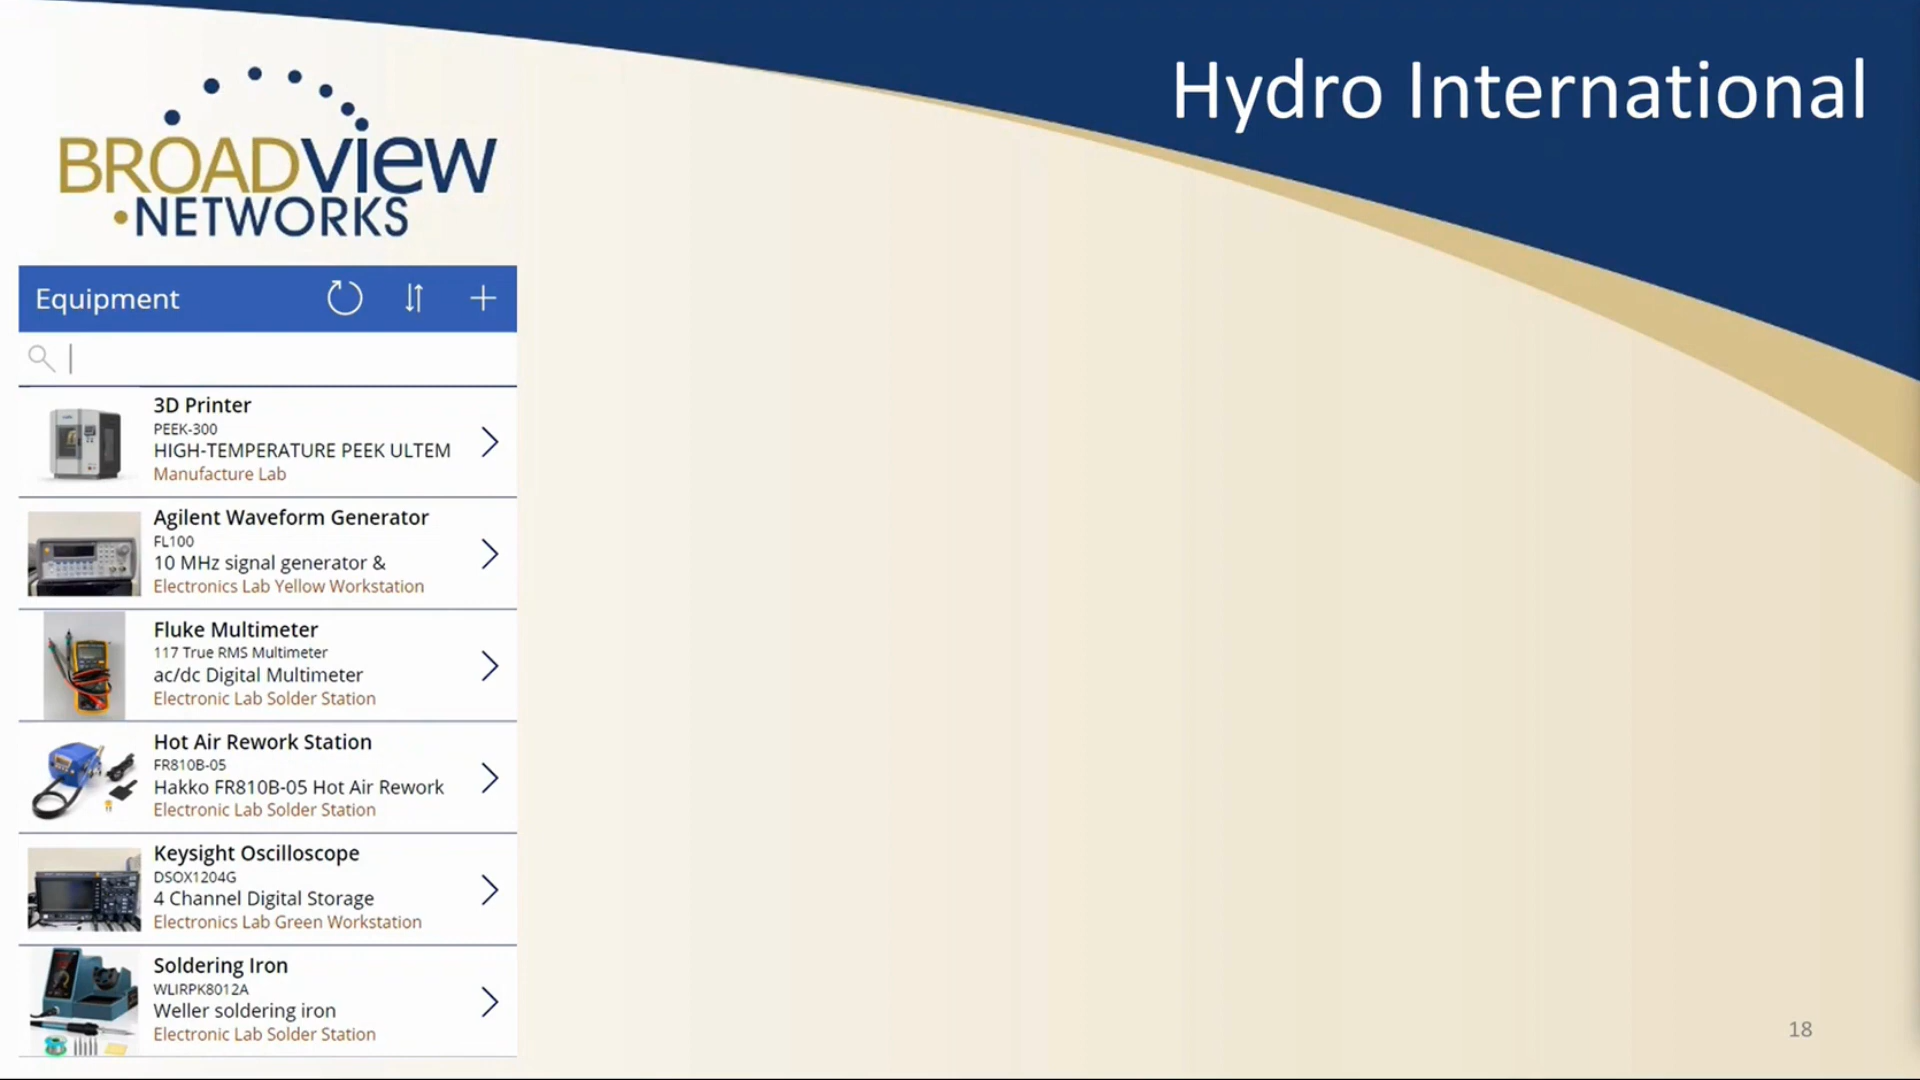 Hydro International
BROADVIEW
NETWORKS
Equipment
3D Printer
PEEK-300
HIGH-TEMPERATURE PEEK ULTEM
Manufacture Lab
Agilent Waveform Generator
FL100
10 MHz signal generator &
Electronics Lab Yellow Workstation
Fluke Multimeter
117 True RMS Multimeter
ac/dc Digital Multimeter
Electronic Lab Solder Station
Hot Air Rework Station
FR810B-05
Hakko FR810B-05 Hot Air Rework
Electronic Lab Solder Station
Keysight Oscilloscope
DSOX1204G
4 Channel Digital Storage
Electronics Lab Green Workstation
Soldering Iron
WLIRPK8012A
Weller soldering iron
Electronic Lab Solder Station
18